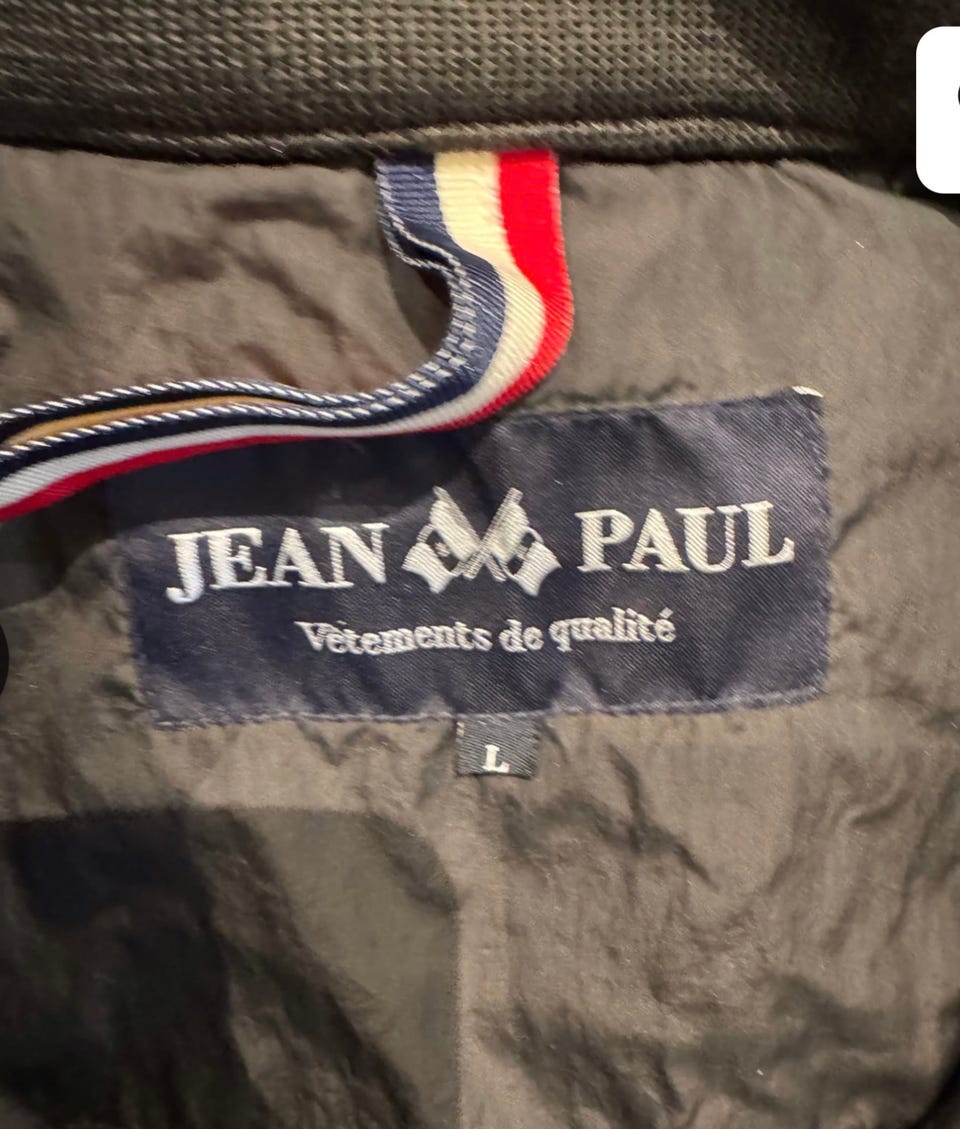 JEAN PAUL
Vêtements de qualité
L